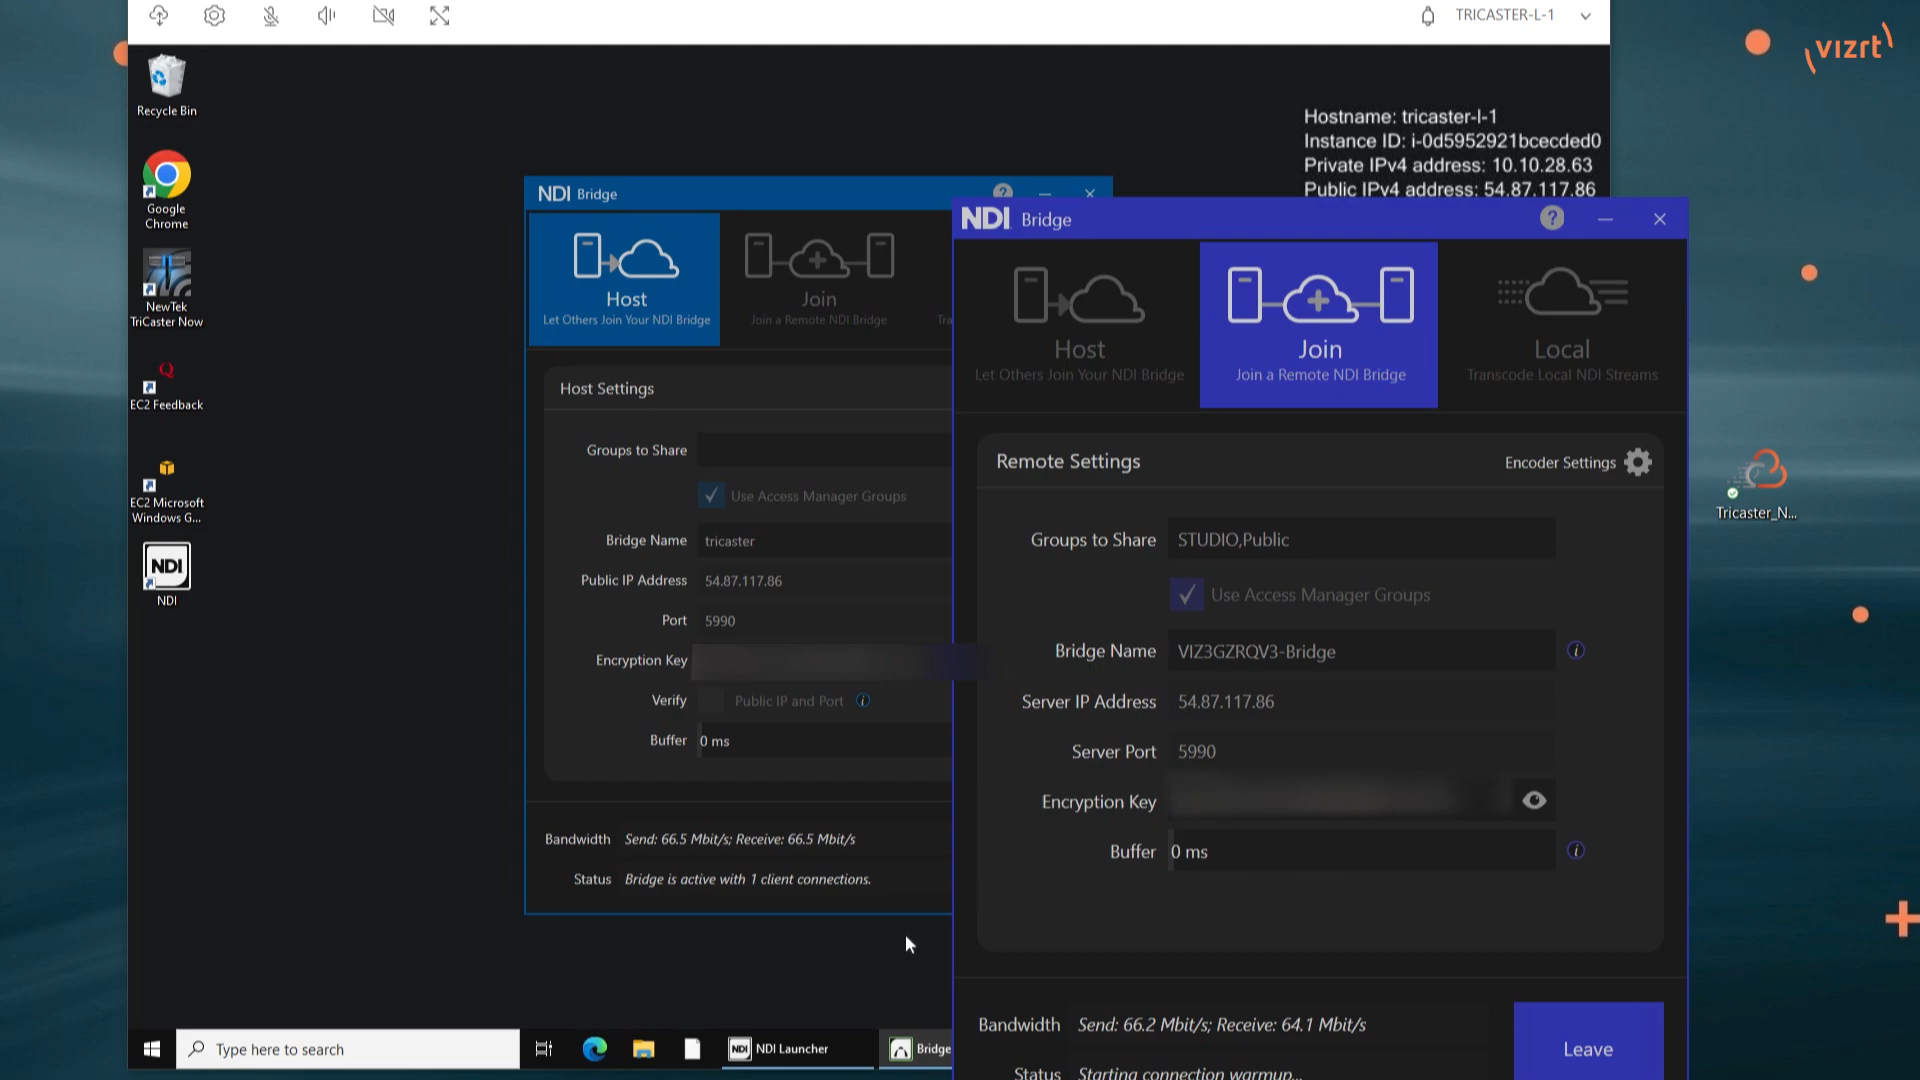 TRICASTER-L-1
vızrt
Recycle Bin
Google
Chrome
NewTek
TriCaster Now
EC2 Feedback
EC2 Microsoft
Windows G...
NDI
NDI
Hostname: tricaster-l-1
Instance ID: i-0d5952921bcecded0
Private IPv4 address: 10.10.28.63
Public IPv4 address: 54.87.117.86
NDI Bridge
?
Host
Let Others Join Your NDI Bridge
Join
Join a Remote NDI Bridge
Tra
Host Settings
Groups to Share
Use Access Manager Groups
Bridge Name tricaster
Public IP Address 54.87.117.86
Port 5990
Encryption Key
Verify Public IP and Port i
Buffer 0 ms
Bandwidth Send: 66.5 Mbit/s; Receive: 66.5 Mbit/s
Status Bridge is active with 1 client connections.
NDI Bridge
?
Host
Let Others Join Your NDI Bridge
Join
Join a Remote NDI Bridge
Local
Transcode Local NDI Streams
Remote Settings
Encoder Settings
Groups to Share STUDIO,Public
Use Access Manager Groups
Bridge Name VIZ3GZRQV3-Bridge i
Server IP Address 54.87.117.86
Server Port 5990
Encryption Key
Buffer 0 ms i
Bandwidth Send: 66.2 Mbit/s; Receive: 64.1 Mbit/s
Status Starting connection warmup...
Leave
Tricaster_N...
Type here to search
NDI NDI Launcher
Bridge